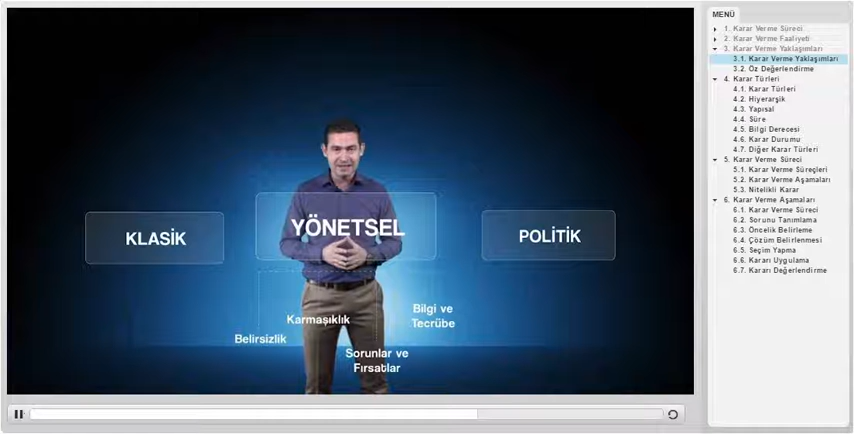 KLASİK
YÖNETSEL
POLİTİK
Karmaşıklık
Belirsizlik
Bilgi ve
Tecrübe
Sorunlar ve
Fırsatlar
MENÜ
1. Karar Verme Süreci
2. Karar Verme Faaliyeti
3. Karar Verme Yaklaşımları
3.1. Karar Verme Yaklaşımları
3.2. Öz Değerlendirme
4. Karar Türleri
4.1. Karar Türleri
4.2. Hiyerarşik
4.3. Yapısal
4.4. Süre
4.5. Bilgi Derecesi
4.6. Karar Durumu
4.7. Diğer Karar Türleri
5. Karar Verme Süreci
5.1. Karar Verme Süreçleri
5.2. Karar Verme Aşamaları
5.3. Nitelikli Karar
6. Karar Verme Aşamaları
6.1. Karar Verme Süreci
6.2. Sorunu Tanımlama
6.3. Öncelik Belirleme
6.4. Çözüm Belirlenmesi
6.5. Seçim Yapma
6.6. Kararı Uygulama
6.7. Kararı Değerlendirme